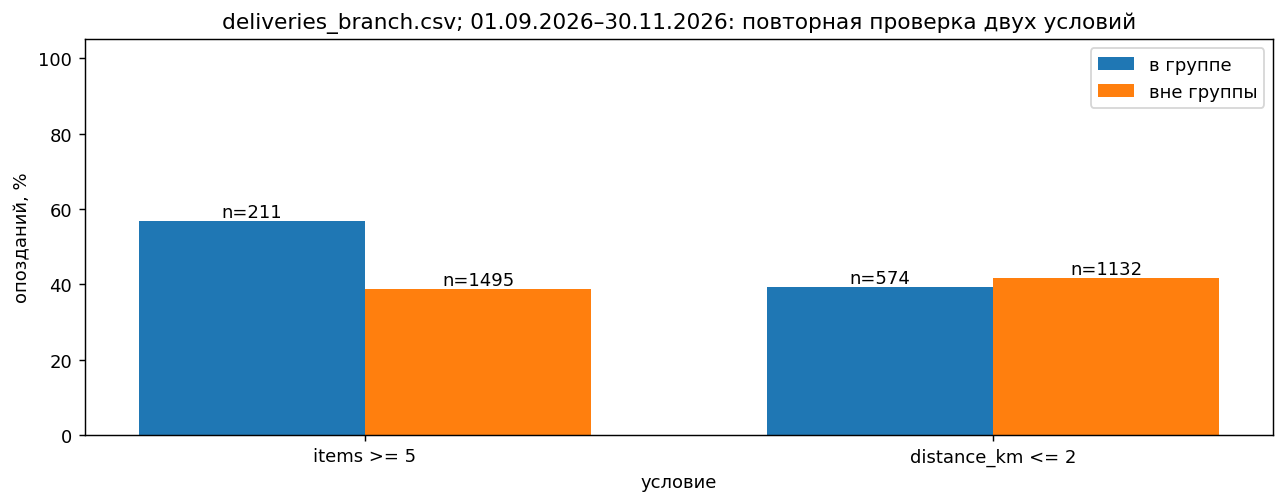 deliveries_branch.csv; 01.09.2026–30.11.2026: повторная проверка двух условий
опозданий, %
100
80
60
40
20
0
в группе
вне группы
n=211
n=1495
n=574
n=1132
items >= 5
distance_km <= 2
условие